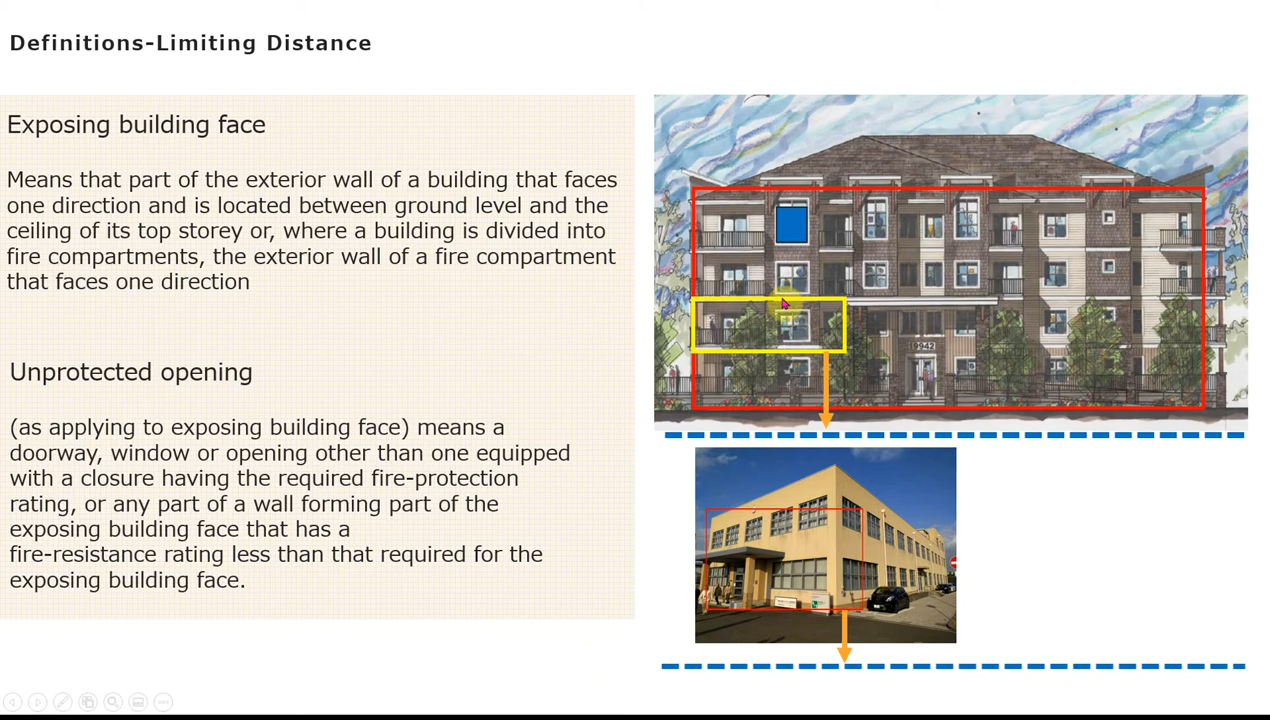 Definitions-Limiting Distance
Exposing building face
Means that part of the exterior wall of a building that faces
one direction and is located between ground level and the
ceiling of its top storey or, where a building is divided into
fire compartments, the exterior wall of a fire compartment
that faces one direction
Unprotected opening
(as applying to exposing building face) means a
doorway, window or opening other than one equipped
with a closure having the required fire-protection
rating, or any part of a wall forming part of the
exposing building face that has a
fire-resistance rating less than that required for the
exposing building face.